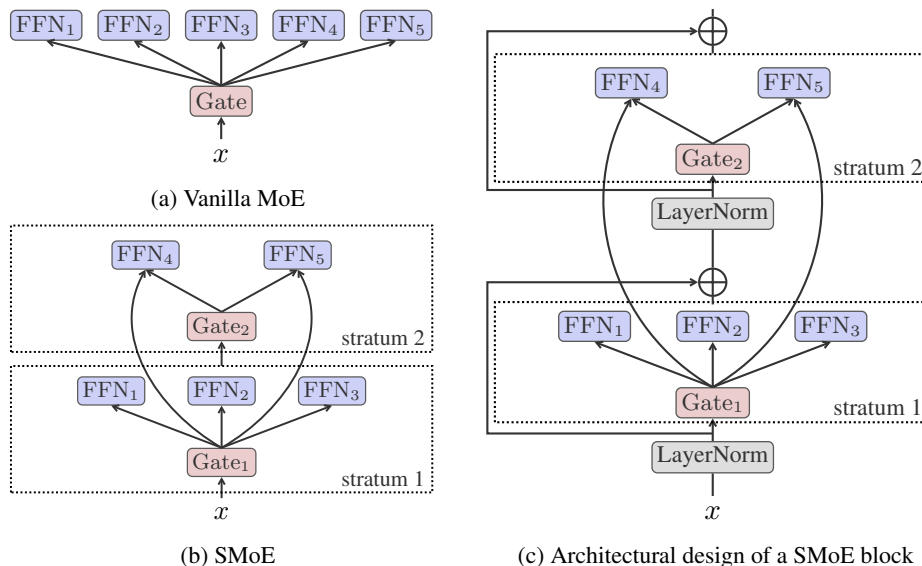 FFN₁ FFN₂ FFN₃ FFN₄ FFN₅
Gate
x
(a) Vanilla MoE
FFN₄ FFN₅
Gate₂
stratum 2
FFN₁ FFN₂ FFN₃
Gate₁
stratum 1
x
(b) SMoE
FFN₄ FFN₅
Gate₂
stratum 2
LayerNorm
FFN₁ FFN₂ FFN₃
Gate₁
stratum 1
LayerNorm
x
(c) Architectural design of a SMoE block